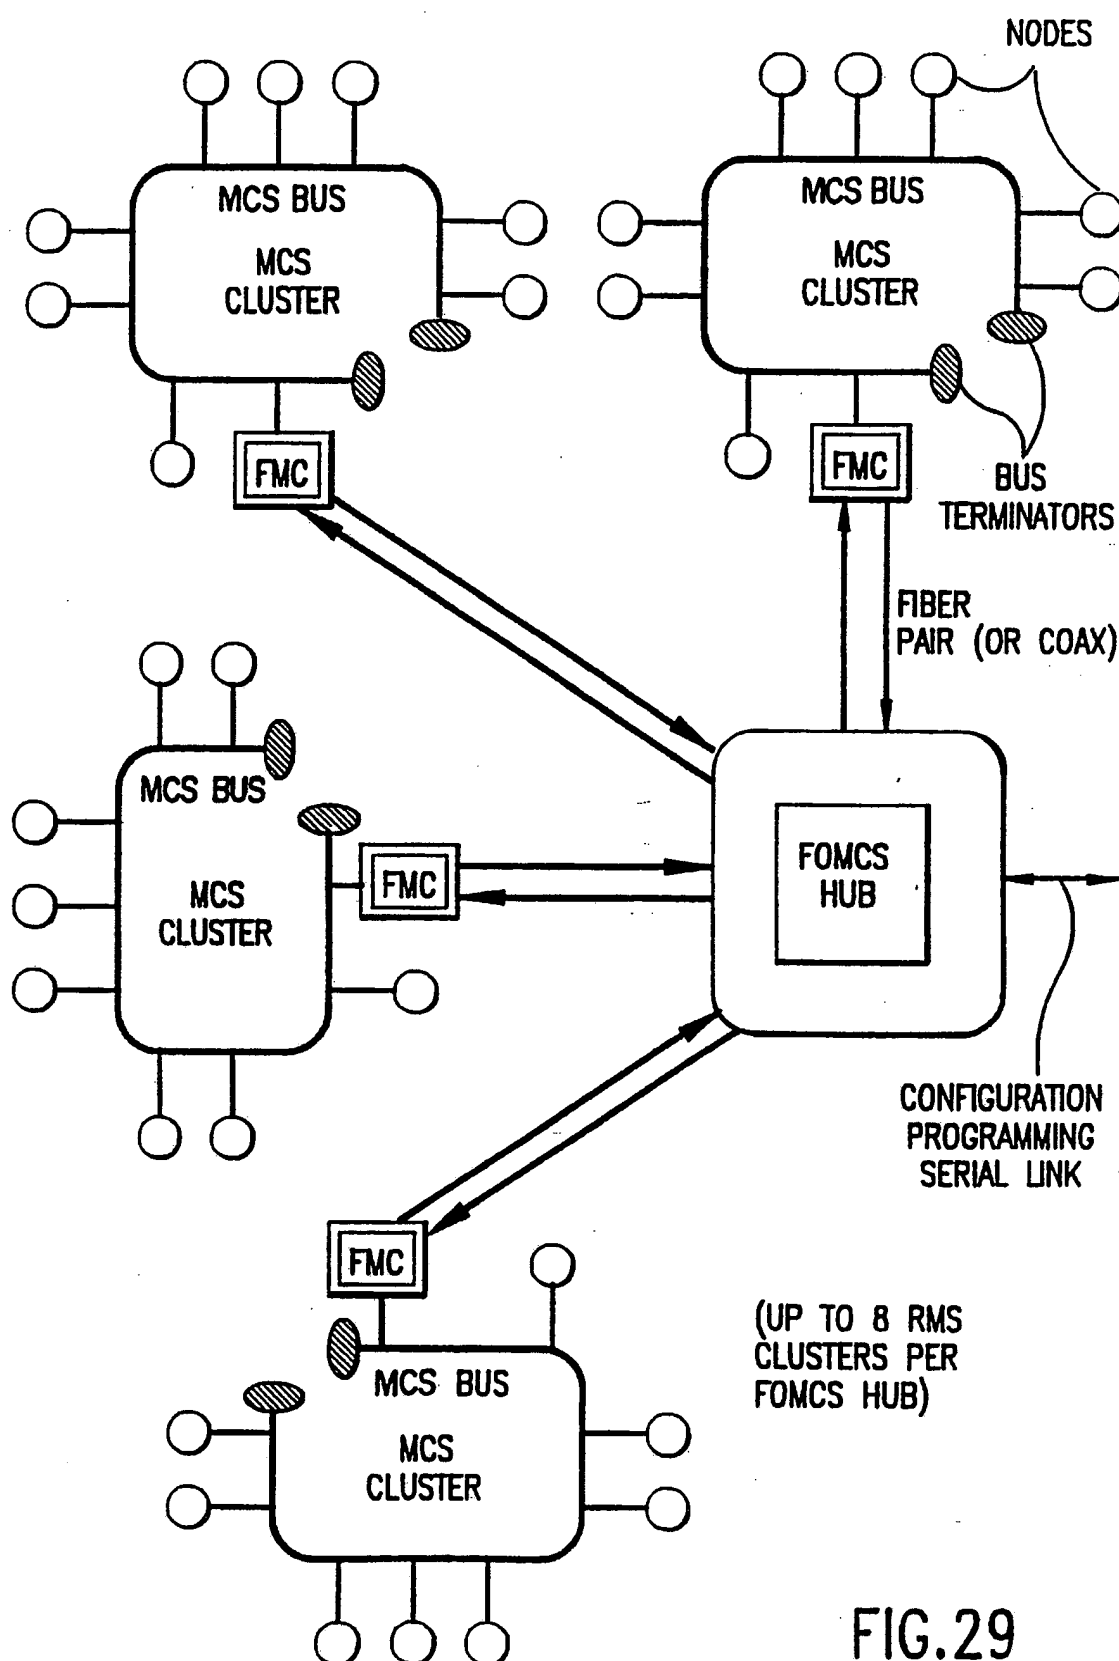 NODES
MCS BUS
MCS
CLUSTER
MCS BUS
MCS
CLUSTER
FMC
FMC
BUS
TERMINATORS
FIBER
PAIR (OR COAX)
MCS BUS
MCS
CLUSTER
FMC
FOMCS
HUB
CONFIGURATION
PROGRAMMING
SERIAL LINK
FMC
MCS BUS
MCS
CLUSTER
(UP TO 8 RMS
CLUSTERS PER
FOMCS HUB)
FIG.29